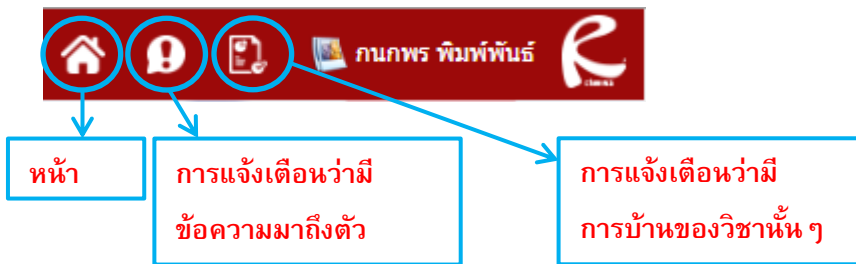 กนกพร พิมพ์พันธ์
หน้า
การแจ้งเตือนว่ามี
ข้อความมาถึงตัว
การแจ้งเตือนว่ามี
การบ้านของวิชานั้น ๆ